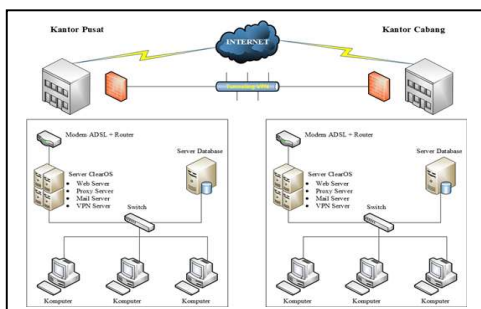 Kantor Pusat
INTERNET
Kantor Cabang
Tunneling VPN
Modem ADSL + Router
Server ClearOS
• Web Server
• Proxy Server
• Mail Server
• VPN Server
Server Database
Switch
Komputer
Komputer
Komputer
Modem ADSL + Router
Server ClearOS
• Web Server
• Proxy Server
• Mail Server
• VPN Server
Server Database
Switch
Komputer
Komputer
Komputer